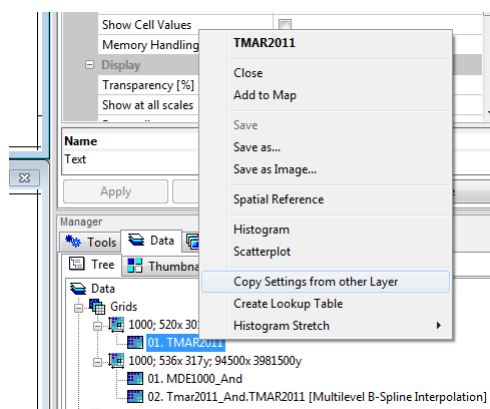 Show Cell Values
Memory Handling
Display
Transparency [%]
Show at all scales
Name
Text
Apply
TMAR2011
Close
Add to Map
Save
Save as...
Save as Image...
Spatial Reference
Histogram
Scatterplot
Copy Settings from other Layer
Create Lookup Table
Histogram Stretch
Manager
Tools
Data
Tree
Thumbna
Data
Grids
1000; 520x 30
01. TMAR2011
1000; 536x 317y; 94500x 3981500y
01. MDE1000_And
02. Tmar2011_And.TMAR2011 [Multilevel B-Spline Interpolation]